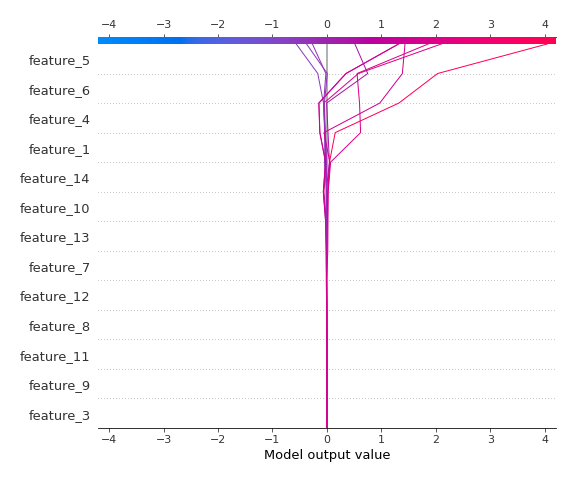 −4 −3 −2 −1 0 1 2 3 4
feature_5
feature_6
feature_4
feature_1
feature_14
feature_10
feature_13
feature_7
feature_12
feature_8
feature_11
feature_9
feature_3
−4 −3 −2 −1 0 1 2 3 4
Model output value